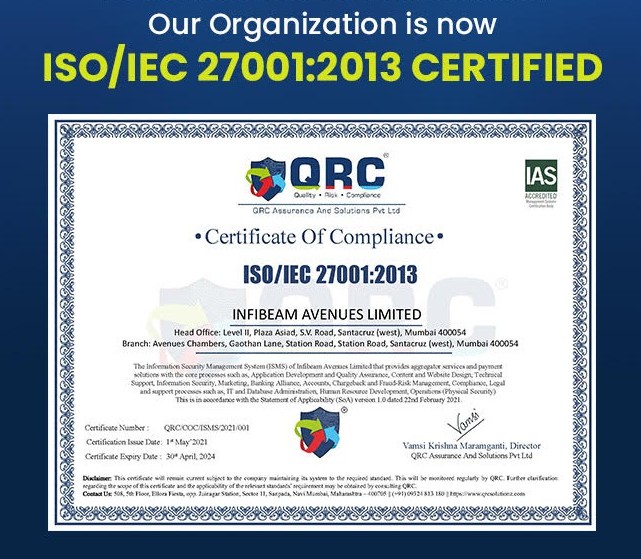 Our Organization is now
ISO/IEC 27001:2013 CERTIFIED
QRC
Quality • Risk • Compliance
QRC Assurance And Solutions Pvt Ltd
IAS
ACCREDITED
Management Systems
Certification Body
• Certificate Of Compliance •
ISO/IEC 27001:2013
INFIBEAM AVENUES LIMITED
Head Office: Level II, Plaza Asiad, S.V. Road, Santacruz (west), Mumbai 400054
Branch: Avenues Chambers, Gaothan Lane, Station Road, Station Road, Santacruz (west), Mumbai 400054
The Information Security Management System (ISMS) of Infibeam Avenues Limited that provides aggregator services and payment
solutions with the core processes such as, Application Development and Quality Assurance, Content and Website Design, Technical
Support, Information Security, Marketing, Banking Alliance, Accounts, Chargeback and Fraud-Risk Management, Compliance, Legal
and support processes such as, IT and Database Administration, Human Resource Development, Operations (Physical Security)
This is in accordance with the Statement of Applicability (SoA) version 1.0 dated 22nd February 2021.
Certificate Number : QRC/COC/ISMS/2021/001
Certification Issue Date: 1st May'2021
Certificate Expiry Date : 30th April, 2024
Vamsi
Vamsi Krishna Maramganti, Director
QRC Assurance And Solutions Pvt Ltd
Disclaimer: This certificate will remain current subject to the company maintaining its system to the required standard. This will be monitored regularly by QRC. Further clarification
regarding the scope of this certificate and the applicability of the relevant standards' requirement may be obtained by consulting QRC.
Contact Us: 508, 5th Floor, Ellora Fiesta, opp. Juinagar Station, Sector 11, Sanpada, Navi Mumbai, Maharashtra – 400705 || (+91) 09324 813 180 || https://www.qrcsolutionz.com